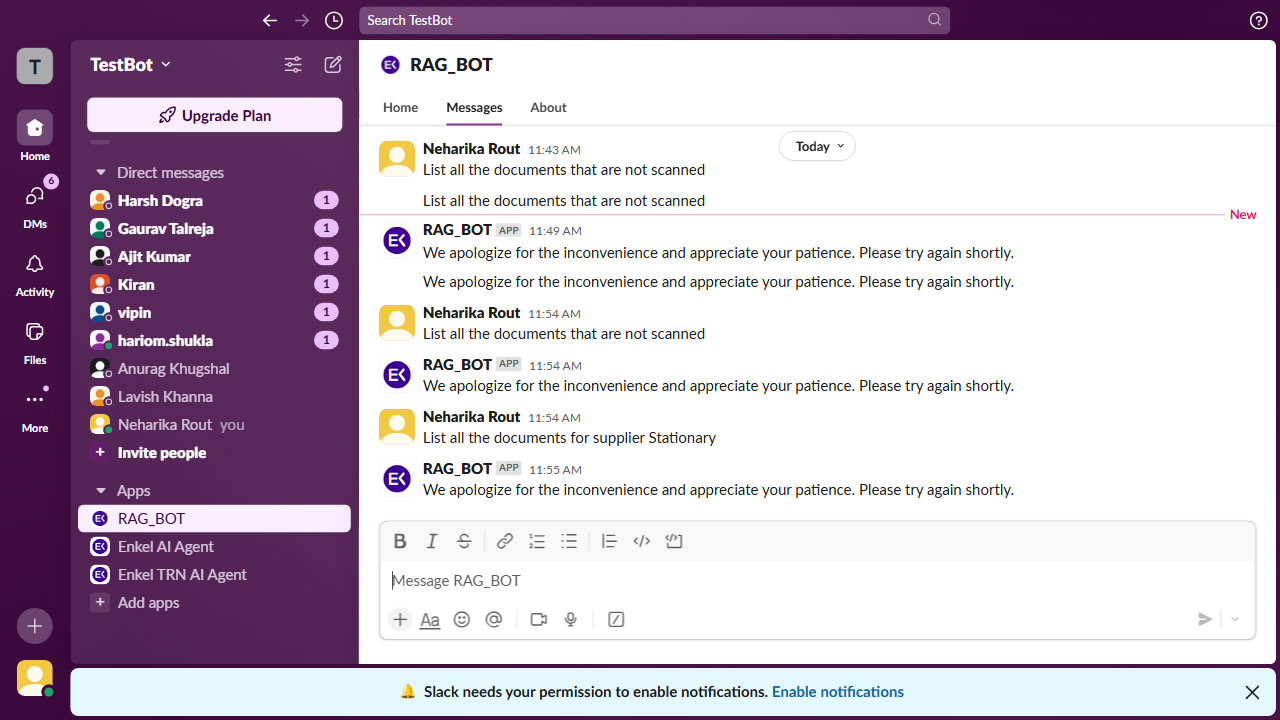 Search TestBot
T
TestBot
Upgrade Plan
Home
6
DMs
Activity
Files
More
Direct messages
Harsh Dogra 1
Gaurav Talreja 1
Ajit Kumar 1
Kiran 1
vipin 1
hariom.shukla 1
Anurag Khugshal
Lavish Khanna
Neharika Rout you
Invite people
Apps
RAG_BOT
Enkel AI Agent
Enkel TRN AI Agent
Add apps
RAG_BOT
Home Messages About
Today
Neharika Rout 11:43 AM
List all the documents that are not scanned
List all the documents that are not scanned
New
RAG_BOT APP 11:49 AM
We apologize for the inconvenience and appreciate your patience. Please try again shortly.
We apologize for the inconvenience and appreciate your patience. Please try again shortly.
Neharika Rout 11:54 AM
List all the documents that are not scanned
RAG_BOT APP 11:54 AM
We apologize for the inconvenience and appreciate your patience. Please try again shortly.
Neharika Rout 11:54 AM
List all the documents for supplier Stationary
RAG_BOT APP 11:55 AM
We apologize for the inconvenience and appreciate your patience. Please try again shortly.
Message RAG_BOT
Slack needs your permission to enable notifications. Enable notifications